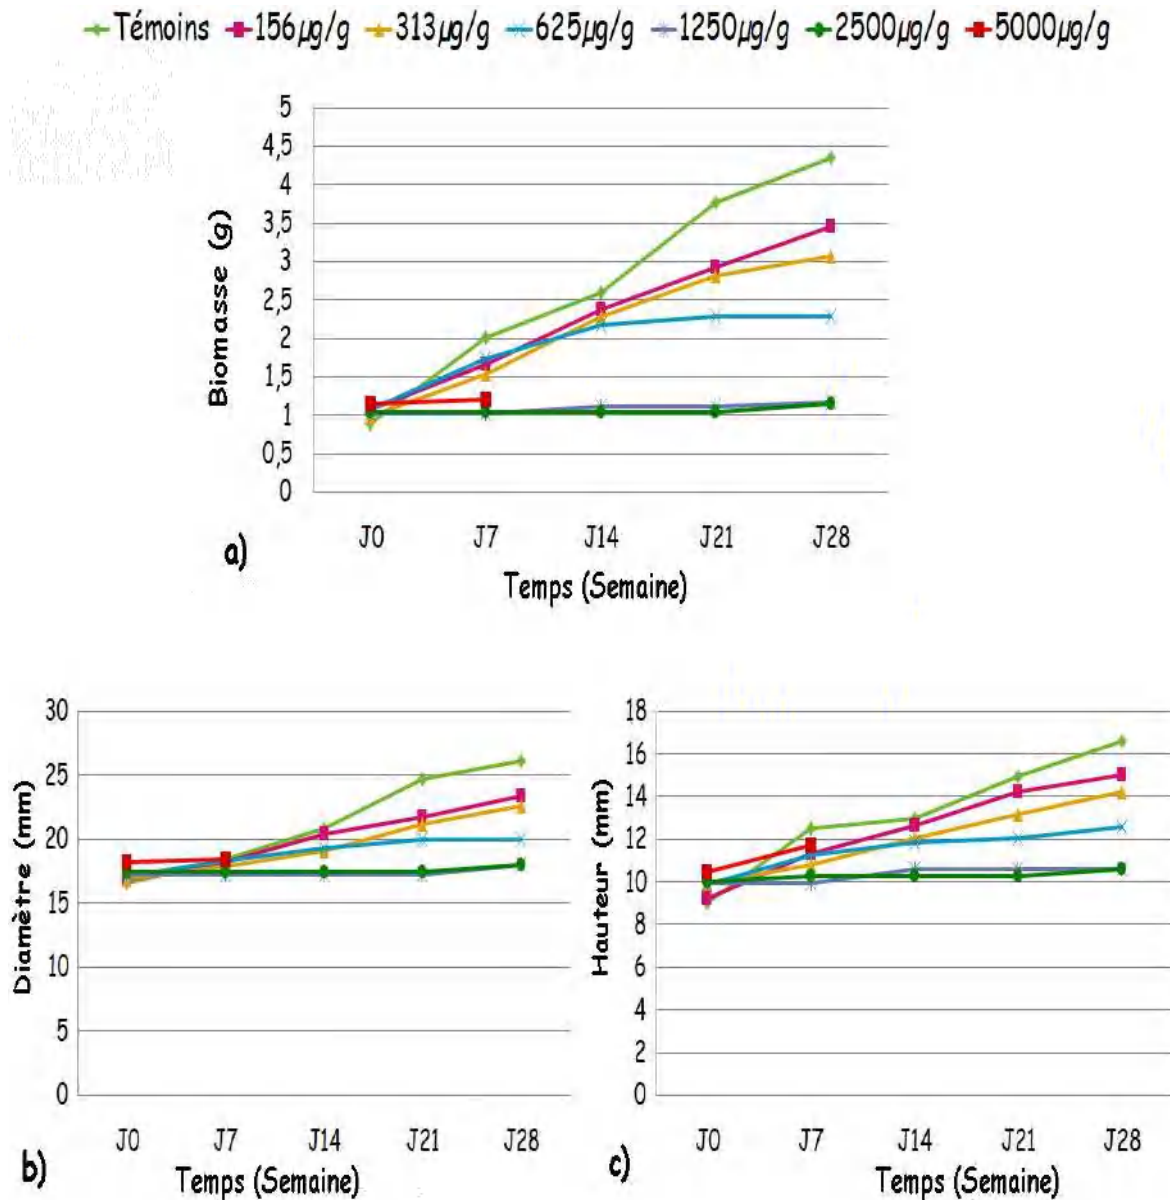 Témoins 156µg/g 313µg/g 625µg/g 1250µg/g 2500µg/g 5000µg/g
5
4,5
4
3,5
3
2,5
2
1,5
1
0,5
0
Biomasse (g)
J0 J7 J14 J21 J28
a)
Temps (Semaine)
30
25
20
15
10
5
0
Diamètre (mm)
J0 J7 J14 J21 J28
b)
Temps (Semaine)
18
16
14
12
10
8
6
4
2
0
Hauteur (mm)
J0 J7 J14 J21 J28
c)
Temps (Semaine)